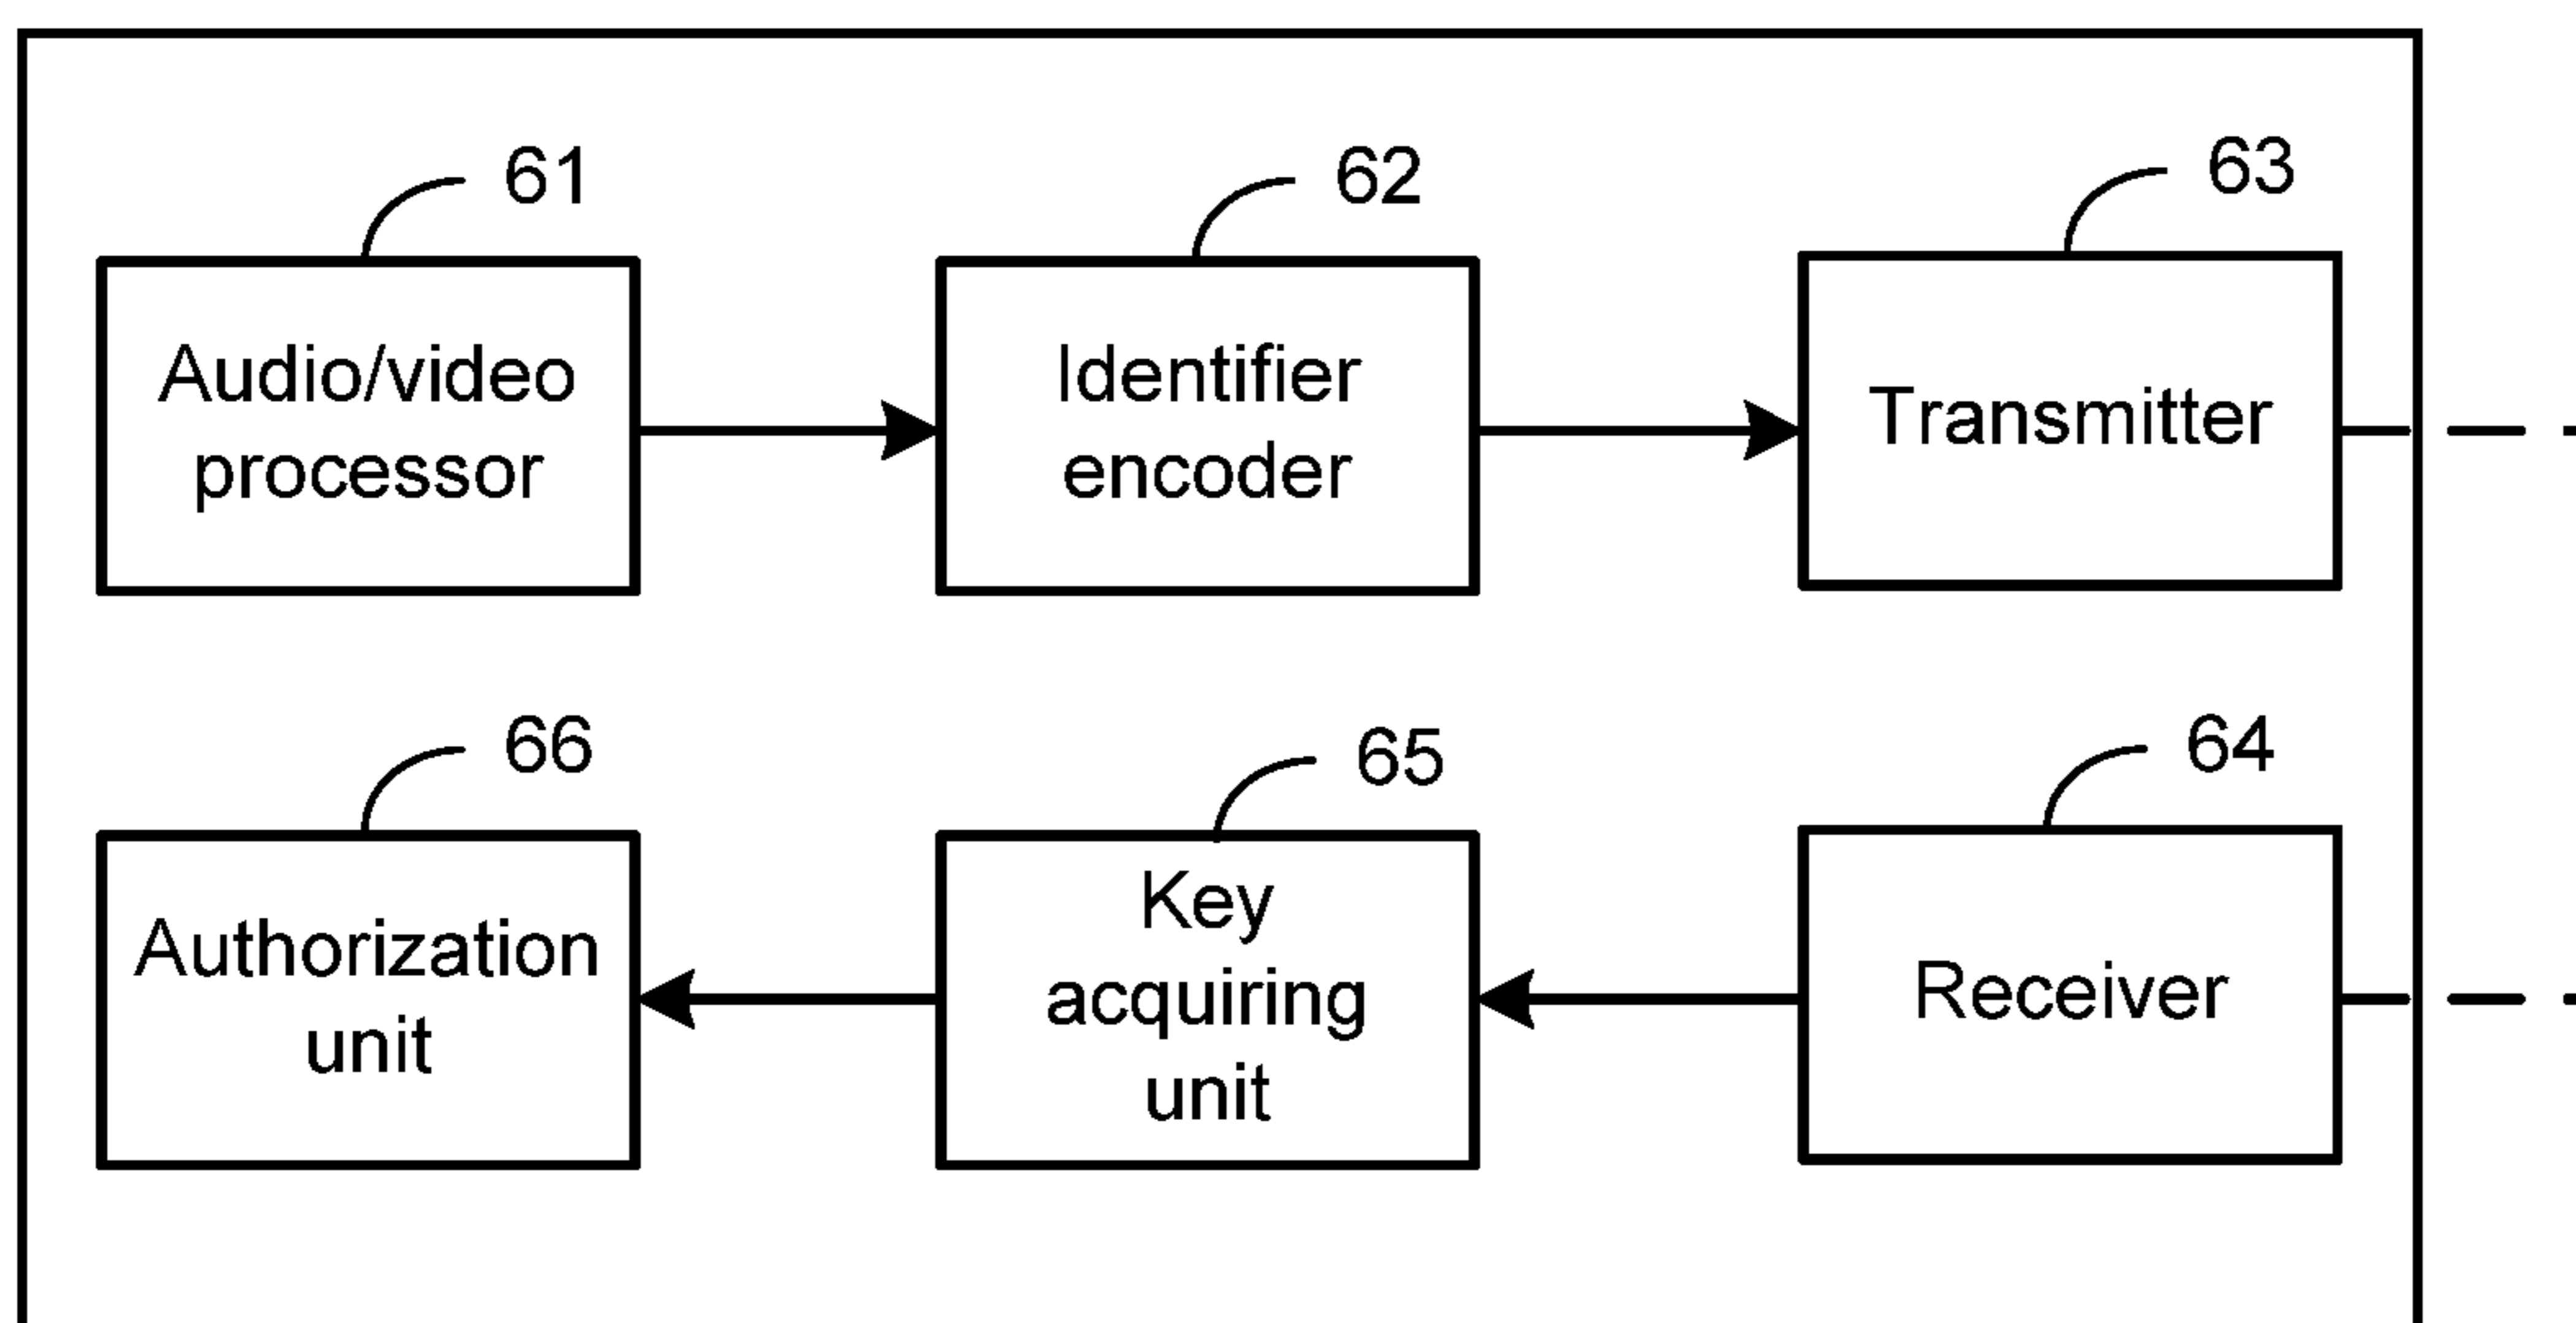 61
62
63
Audio/video
processor
Identifier
encoder
Transmitter
66
65
64
Authorization
unit
Key
acquiring
unit
Receiver